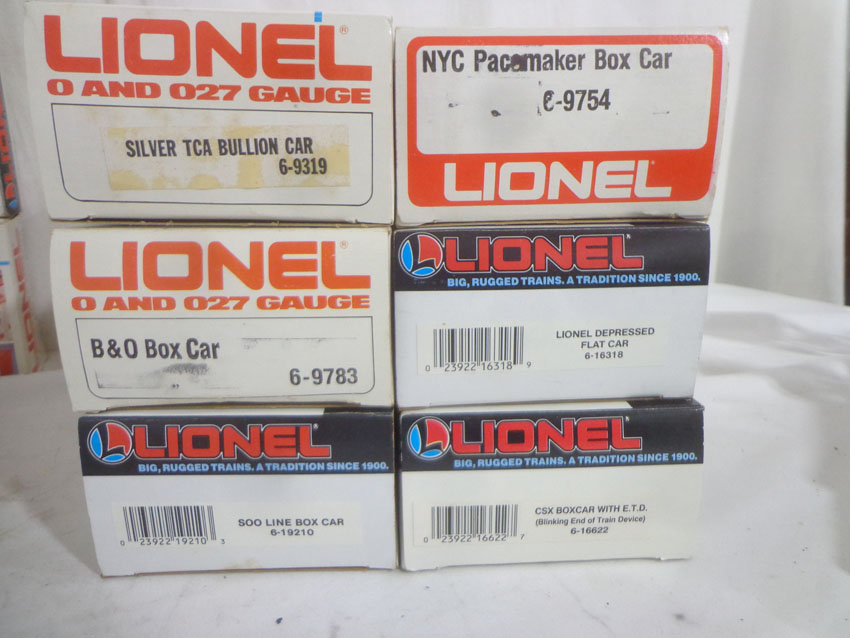 LIONEL®
O AND O27 GAUGE
SILVER TCA BULLION CAR
6-9319
NYC Pacemaker Box Car
6-9754
LIONEL
LIONEL®
O AND O27 GAUGE
B&O Box Car
6-9783
LIONEL
BIG, RUGGED TRAINS. A TRADITION SINCE 1900.
LIONEL DEPRESSED
FLAT CAR
6-16318
0 23922 16318 9
LIONEL
BIG, RUGGED TRAINS. A TRADITION SINCE 1900.
SOO LINE BOX CAR
6-19210
0 23922 19210 3
LIONEL
BIG, RUGGED TRAINS. A TRADITION SINCE 1900.
CSX BOXCAR WITH E.T.D.
(Blinking End of Train Device)
6-16622
0 23922 16622 7